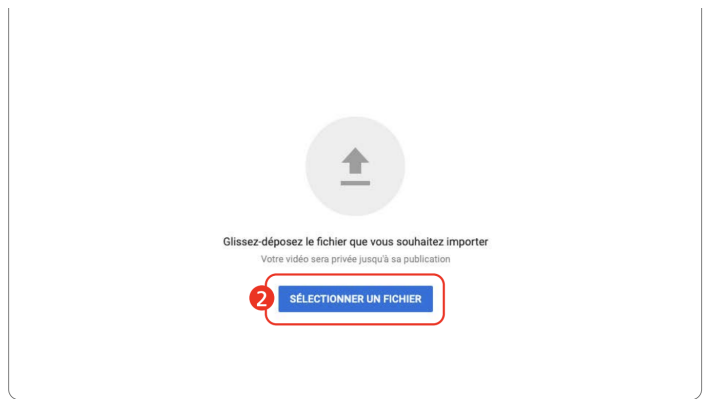 Glissez-déposez le fichier que vous souhaitez importer
Votre vidéo sera privée jusqu'à sa publication
2 SÉLECTIONNER UN FICHIER